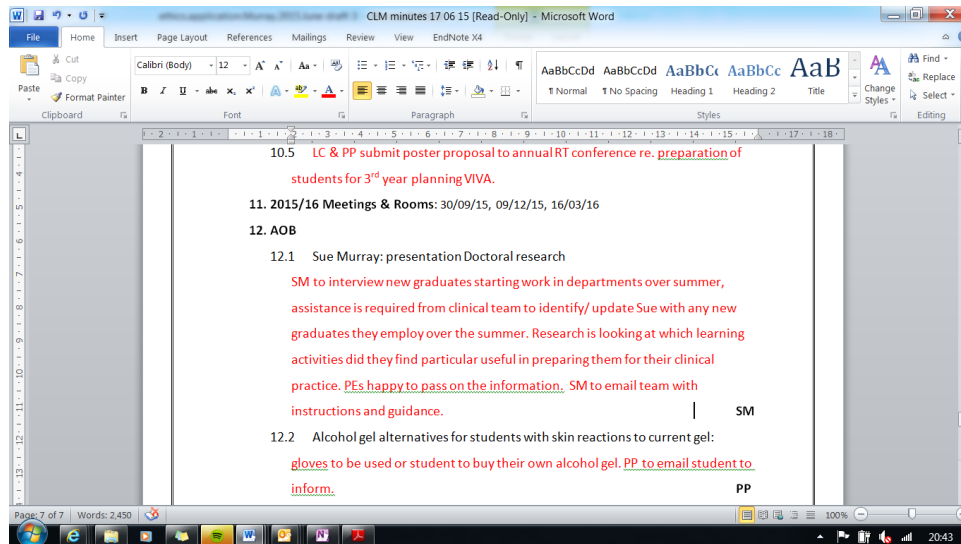 CLM minutes 17 06 15 [Read-Only] - Microsoft Word
File Home Insert Page Layout References Mailings Review View EndNote X4
Cut
Copy
Format Painter
Paste
Clipboard
Calibri (Body) 12
Font
Paragraph
AaBbCcDd AaBbCcDd AaBbCc AaBbCc AaB
¶ Normal ¶ No Spacing Heading 1 Heading 2 Title
Styles
Change Styles
Find
Replace
Select
Editing
10.5 LC & PP submit poster proposal to annual RT conference re. preparation of
students for 3rd year planning VIVA.
11. 2015/16 Meetings & Rooms: 30/09/15, 09/12/15, 16/03/16
12. AOB
12.1 Sue Murray: presentation Doctoral research
SM to interview new graduates starting work in departments over summer,
assistance is required from clinical team to identify/ update Sue with any new
graduates they employ over the summer. Research is looking at which learning
activities did they find particular useful in preparing them for their clinical
practice. PEs happy to pass on the information. SM to email team with
instructions and guidance. SM
12.2 Alcohol gel alternatives for students with skin reactions to current gel:
gloves to be used or student to buy their own alcohol gel. PP to email student to
inform. PP
Page: 7 of 7 Words: 2,450 100%
20:43